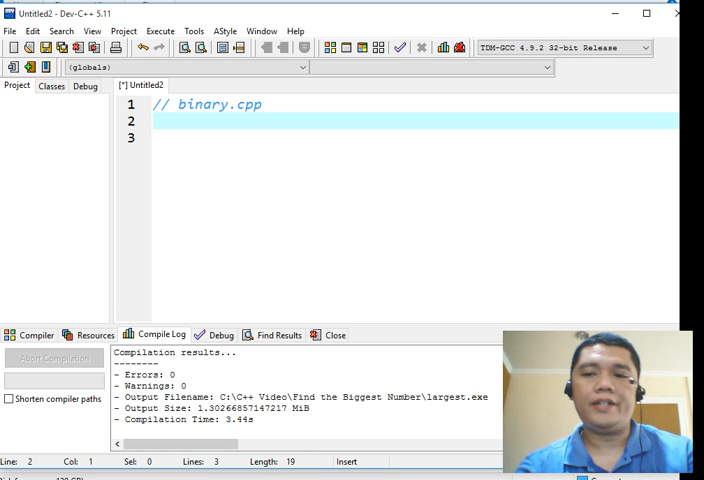 Untitled2 - Dev-C++ 5.11
File Edit Search View Project Execute Tools AStyle Window Help
TDM-GCC 4.9.2 32-bit Release
(globals)
Project Classes Debug [*] Untitled2
1 // binary.cpp
2
3
Compiler Resources Compile Log Debug Find Results Close
Abort Compilation
Shorten compiler paths
Compilation results...
--------
- Errors: 0
- Warnings: 0
- Output Filename: C:\C++ Video\Find the Biggest Number\largest.exe
- Output Size: 1.30266857147217 MiB
- Compilation Time: 3.44s
Line: 2 Col: 1 Sel: 0 Lines: 3 Length: 19 Insert